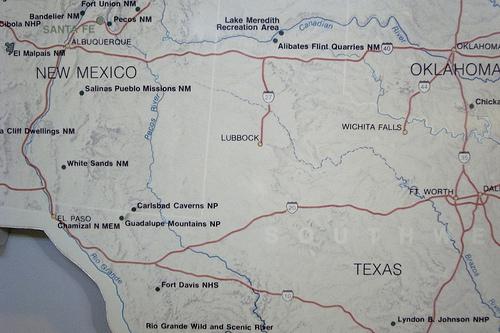 Fort Union NM
Bandelier NM
Pecos NM
Cibola NHP
SANTA FE
ALBUQUERQUE
El Malpais NM
Lake Meredith
Recreation Area
Canadian
River
Alibates Flint Quarries NM
40
OKLAHOMA
NEW MEXICO
OKLAHOMA
44
Salinas Pueblo Missions NM
27
Chicka
Pecos River
a Cliff Dwellings NM
LUBBOCK
WICHITA FALLS
35
White Sands NM
FT. WORTH
DAL
Carlsbad Caverns NP
20
EL PASO
Chamizal N MEM
Guadalupe Mountains NP
SOUTHWE
Rio Grande
TEXAS
Brazos
Fort Davis NHS
10
Rio Grande Wild and Scenic River
Lyndon B. Johnson NHP